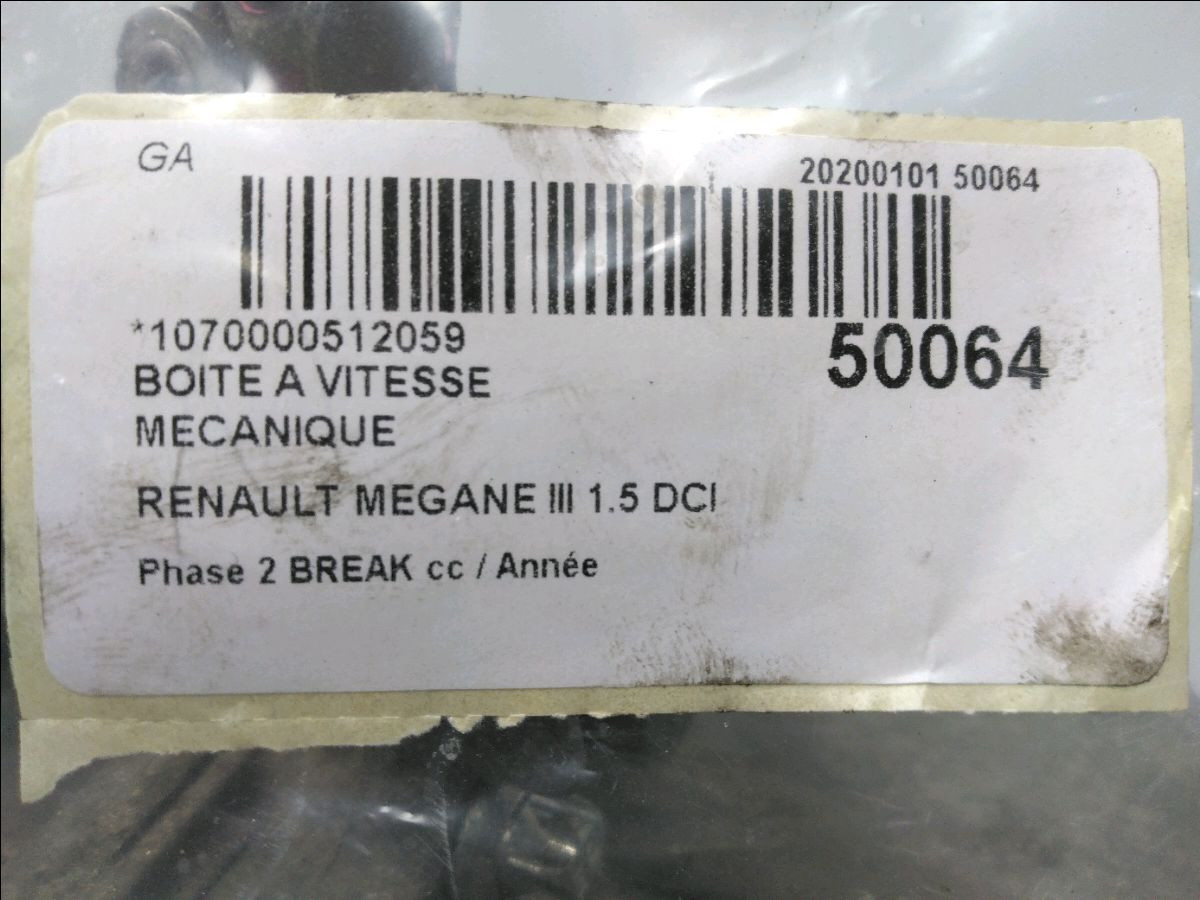 GA
20200101 50064
*1070000512059
50064
BOITE A VITESSE
MECANIQUE
RENAULT MEGANE III 1.5 DCI
Phase 2 BREAK cc / Année